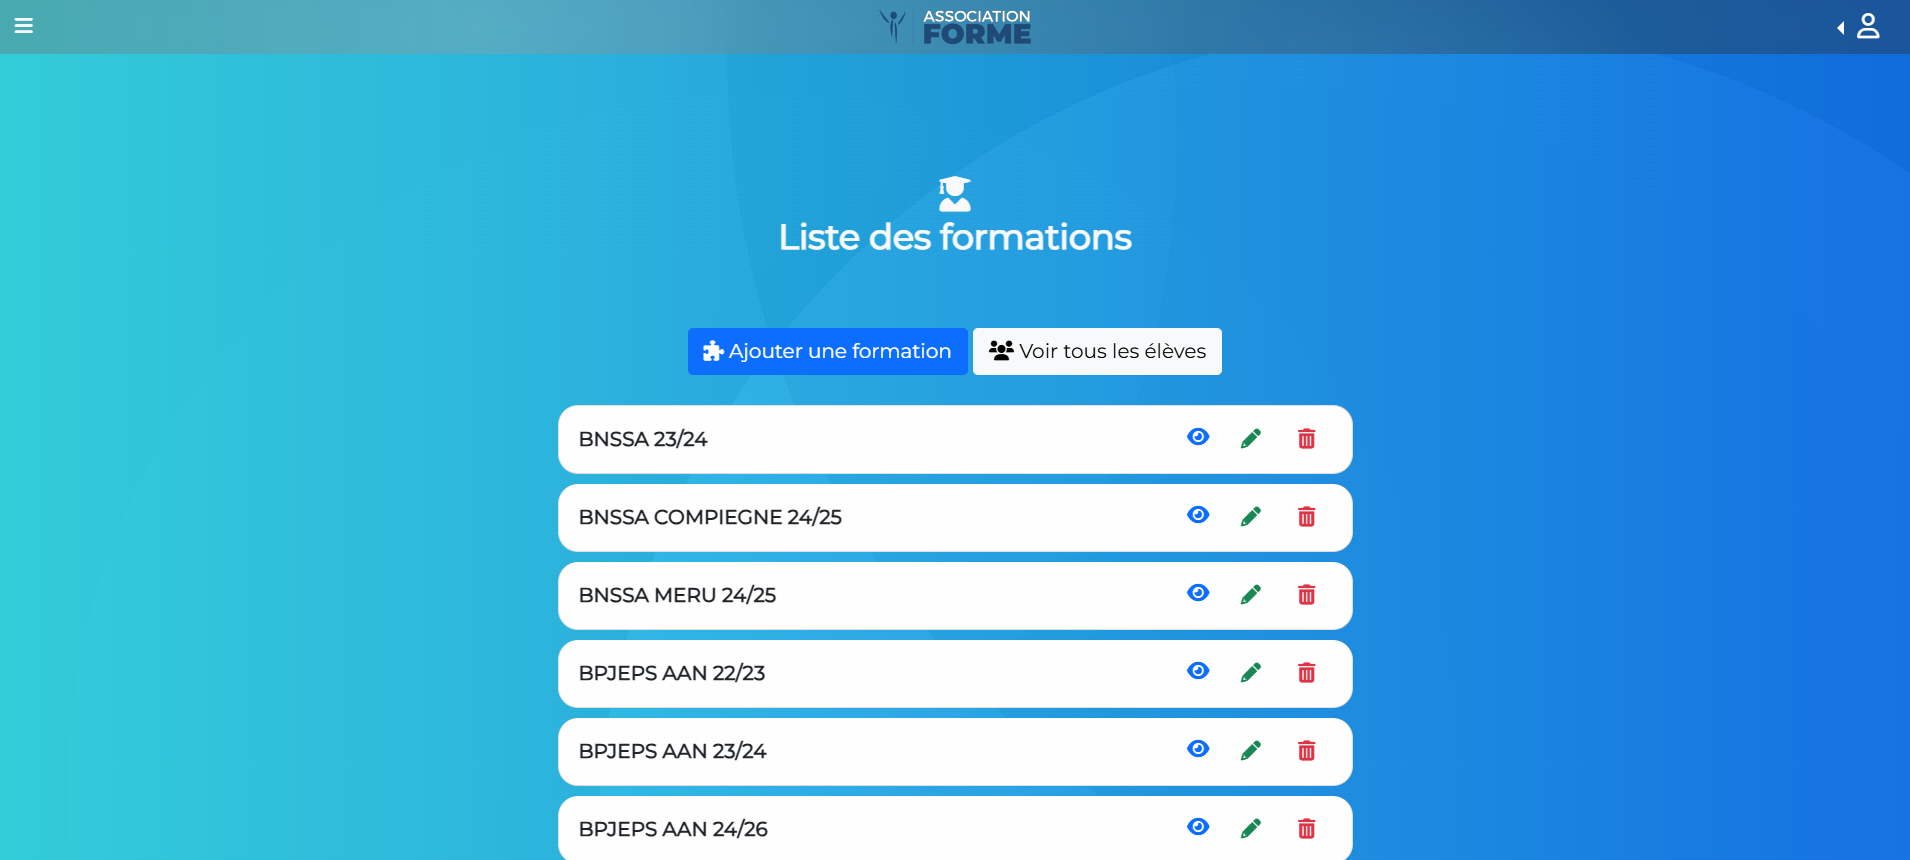 ASSOCIATION
FORME
Liste des formations
Ajouter une formation
Voir tous les élèves
BNSSA 23/24
BNSSA COMPIEGNE 24/25
BNSSA MERU 24/25
BPJEPS AAN 22/23
BPJEPS AAN 23/24
BPJEPS AAN 24/26